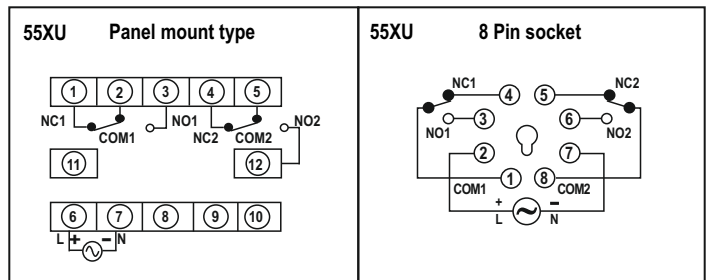 55XU Panel mount type
1 2 3 4 5
NC1 COM1 NO1 NC2 COM2 NO2
11 12
6 7 8 9 10
L + − N
55XU 8 Pin socket
NC1 4 5 NC2
NO1 3 6 NO2
2 7
COM1 1 8 COM2
+ −
L N